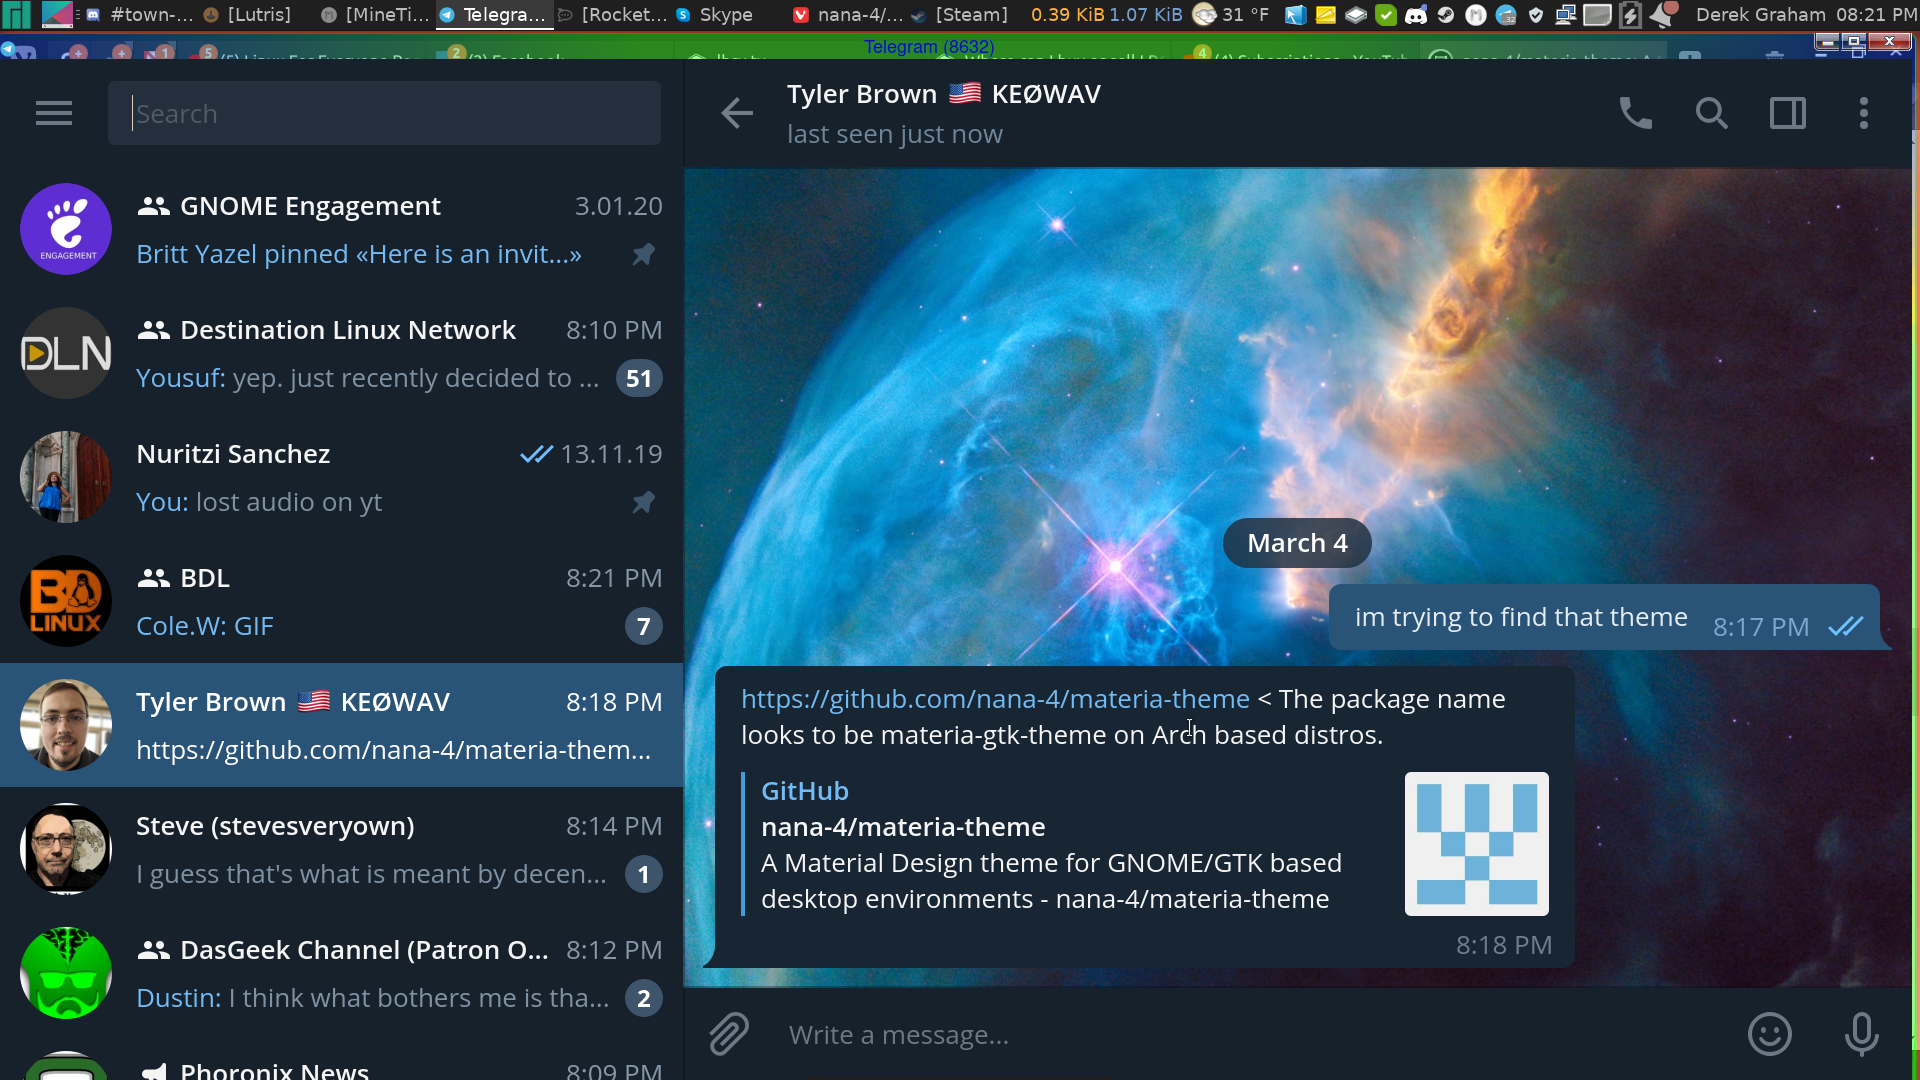 #town-...
[Lutris]
[MineTi...
Telegra...
[Rocket...
Skype
nana-4/...
[Steam]
0.39 KiB 1.07 KiB
31 °F
Derek Graham 08:21 PM
Telegram (8632)
Search
GNOME Engagement 3.01.20
Britt Yazel pinned «Here is an invit...»
ENGAGEMENT
Destination Linux Network 8:10 PM
DLN
Yousuf: yep. just recently decided to ... 51
Nuritzi Sanchez 13.11.19
You: lost audio on yt
BDL 8:21 PM
BD
LINUX
Cole.W: GIF 7
Tyler Brown 🇺🇸 KEØWAV 8:18 PM
https://github.com/nana-4/materia-them...
Steve (stevesveryown) 8:14 PM
I guess that's what is meant by decen... 1
DasGeek Channel (Patron O... 8:12 PM
Dustin: I think what bothers me is tha... 2
Phoronix News 8:09 PM
Tyler Brown 🇺🇸 KEØWAV
last seen just now
March 4
im trying to find that theme 8:17 PM
https://github.com/nana-4/materia-theme < The package name
looks to be materia-gtk-theme on Arch based distros.
GitHub
nana-4/materia-theme
A Material Design theme for GNOME/GTK based
desktop environments - nana-4/materia-theme
8:18 PM
Write a message...